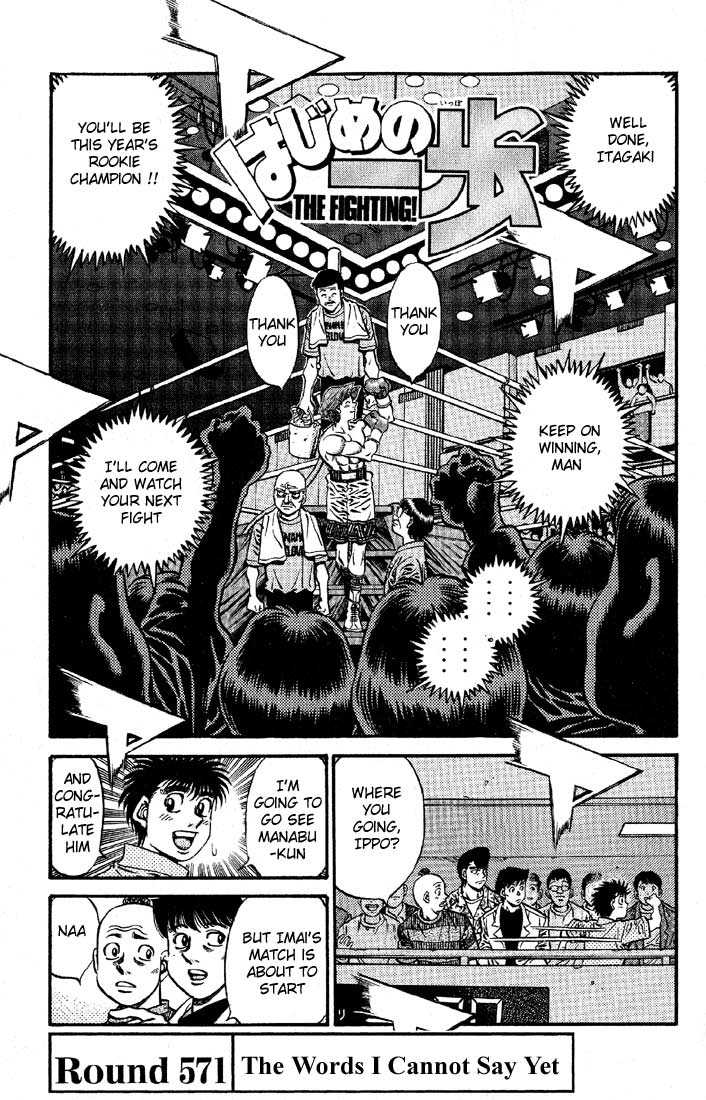 WELL
DONE,
ITAGAKI
YOU'LL BE
THIS YEAR'S
ROOKIE
CHAMPION !!
はじめの一歩
いっぽ
THE FIGHTING!
THANK
YOU
THANK
YOU
KEEP ON
WINNING,
MAN
I'LL COME
AND WATCH
YOUR NEXT
FIGHT
WHERE
YOU
GOING,
IPPO?
I'M
GOING TO
GO SEE
MANABU
-KUN
AND
CONG-
RATU-
LATE
HIM
BUT IMAI'S
MATCH IS
ABOUT TO
START
NAA
Round 571
The Words I Cannot Say Yet